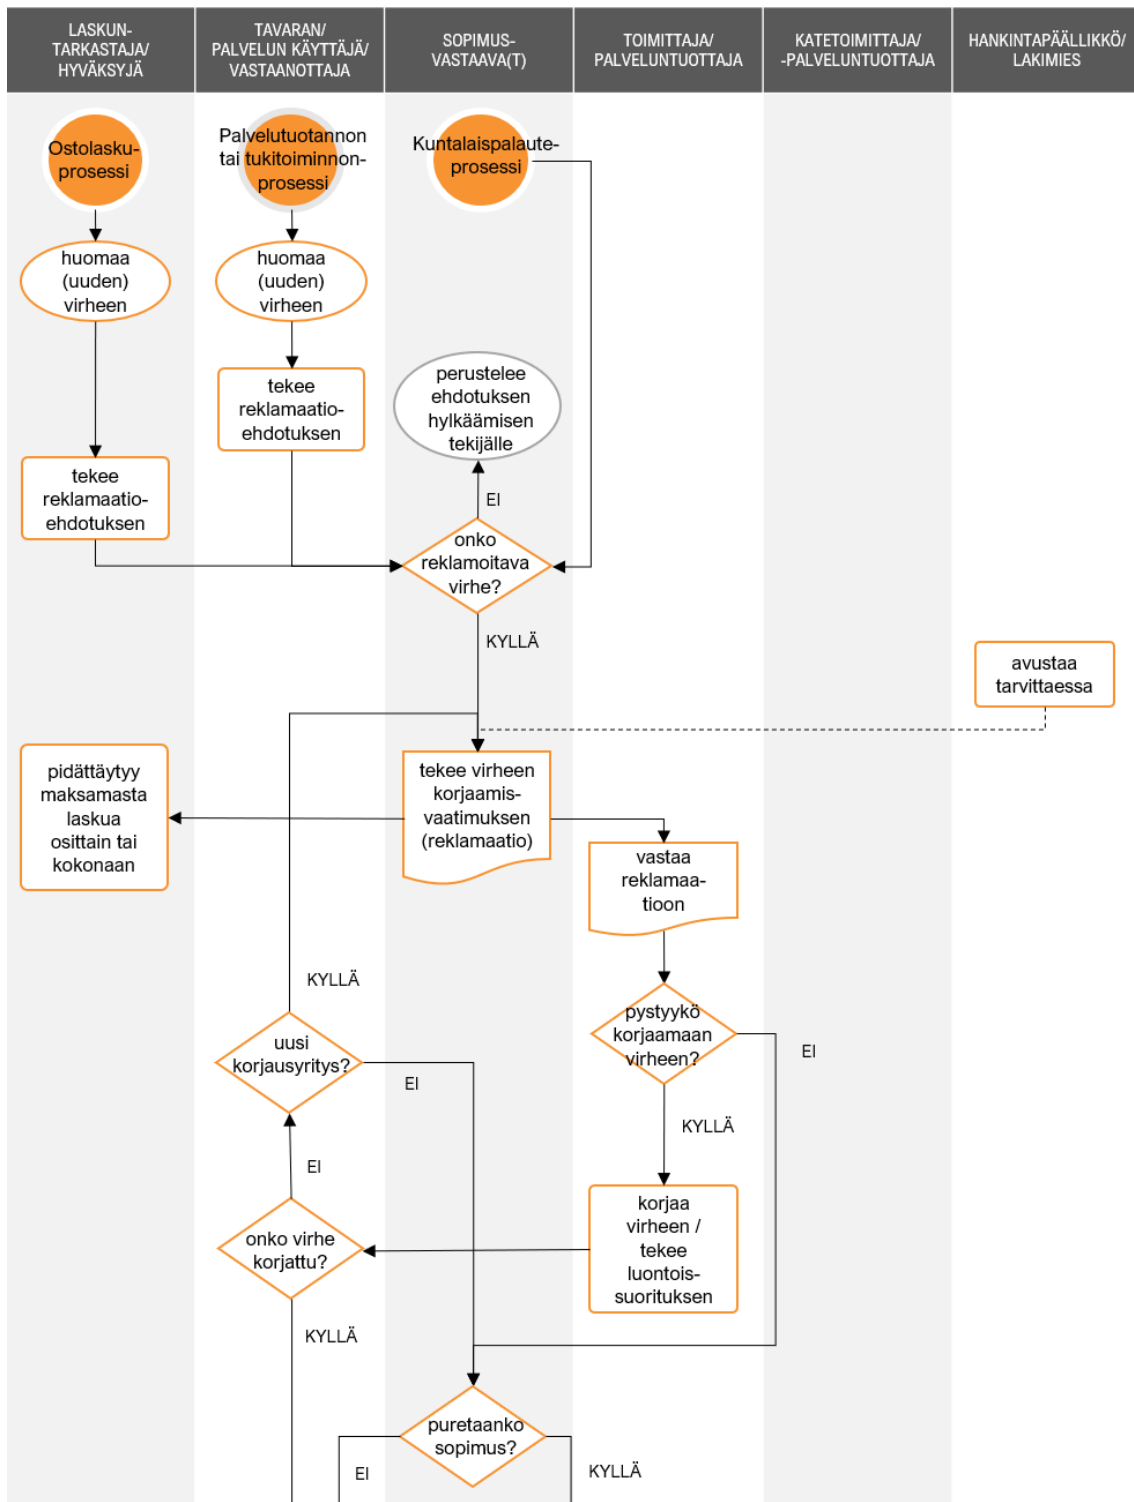 LASKUN-
TARKASTAJA/
HYVÄKSYJÄ
TAVARAN/
PALVELUN KÄYTTÄJÄ/
VASTAANOTTAJA
SOPIMUS-
VASTAAVA(T)
TOIMITTAJA/
PALVELUNTUOTTAJA
KATETOIMITTAJA/
-PALVELUNTUOTTAJA
HANKINTAPÄÄLLIKKÖ/
LAKIMIES
Ostolasku-
prosessi
Palvelutuotannon
tai tukitoiminnon-
prosessi
Kuntalaispalaute-
prosessi
huomaa
(uuden)
virheen
huomaa
(uuden)
virheen
tekee
reklamaatio-
ehdotuksen
perustelee
ehdotuksen
hylkäämisen
tekijälle
tekee
reklamaatio-
ehdotuksen
EI
onko
reklamoitava
virhe?
KYLLÄ
avustaa
tarvittaessa
pidättäytyy
maksamasta
laskua
osittain tai
kokonaan
tekee virheen
korjaamis-
vaatimuksen
(reklamaatio)
vastaa
reklamaa-
tioon
KYLLÄ
pystyykö
korjaamaan
virheen?
EI
uusi
korjausyritys?
EI
KYLLÄ
EI
korjaa
virheen /
tekee
luontois-
suorituksen
onko virhe
korjattu?
KYLLÄ
puretaanko
sopimus?
EI
KYLLÄ